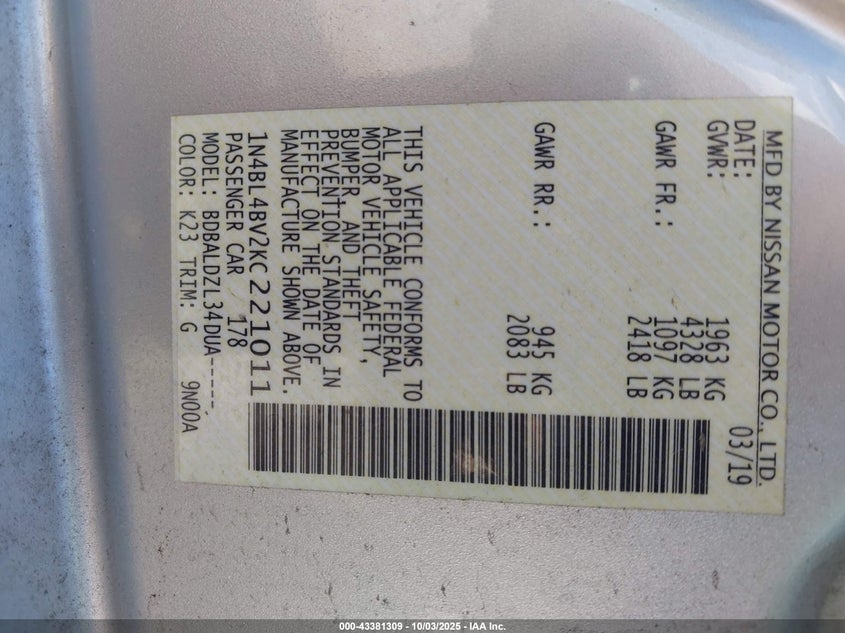 MFD BY NISSAN MOTOR CO., LTD.
DATE: 03/19
GVWR: 1963 KG
4328 LB
GAWR FR.: 1097 KG
2418 LB
GAWR RR.: 945 KG
2083 LB
THIS VEHICLE CONFORMS TO
ALL APPLICABLE FEDERAL
MOTOR VEHICLE SAFETY,
BUMPER, AND THEFT
PREVENTION STANDARDS IN
EFFECT ON THE DATE OF
MANUFACTURE SHOWN ABOVE.
1N4BL4BV2KC221011
PASSENGER CAR 178
MODEL: BDBALDZL34DUA-----,
COLOR: K23 TRIM: G 9N00A
000-43381309 - 10/03/2025 - IAA Inc.